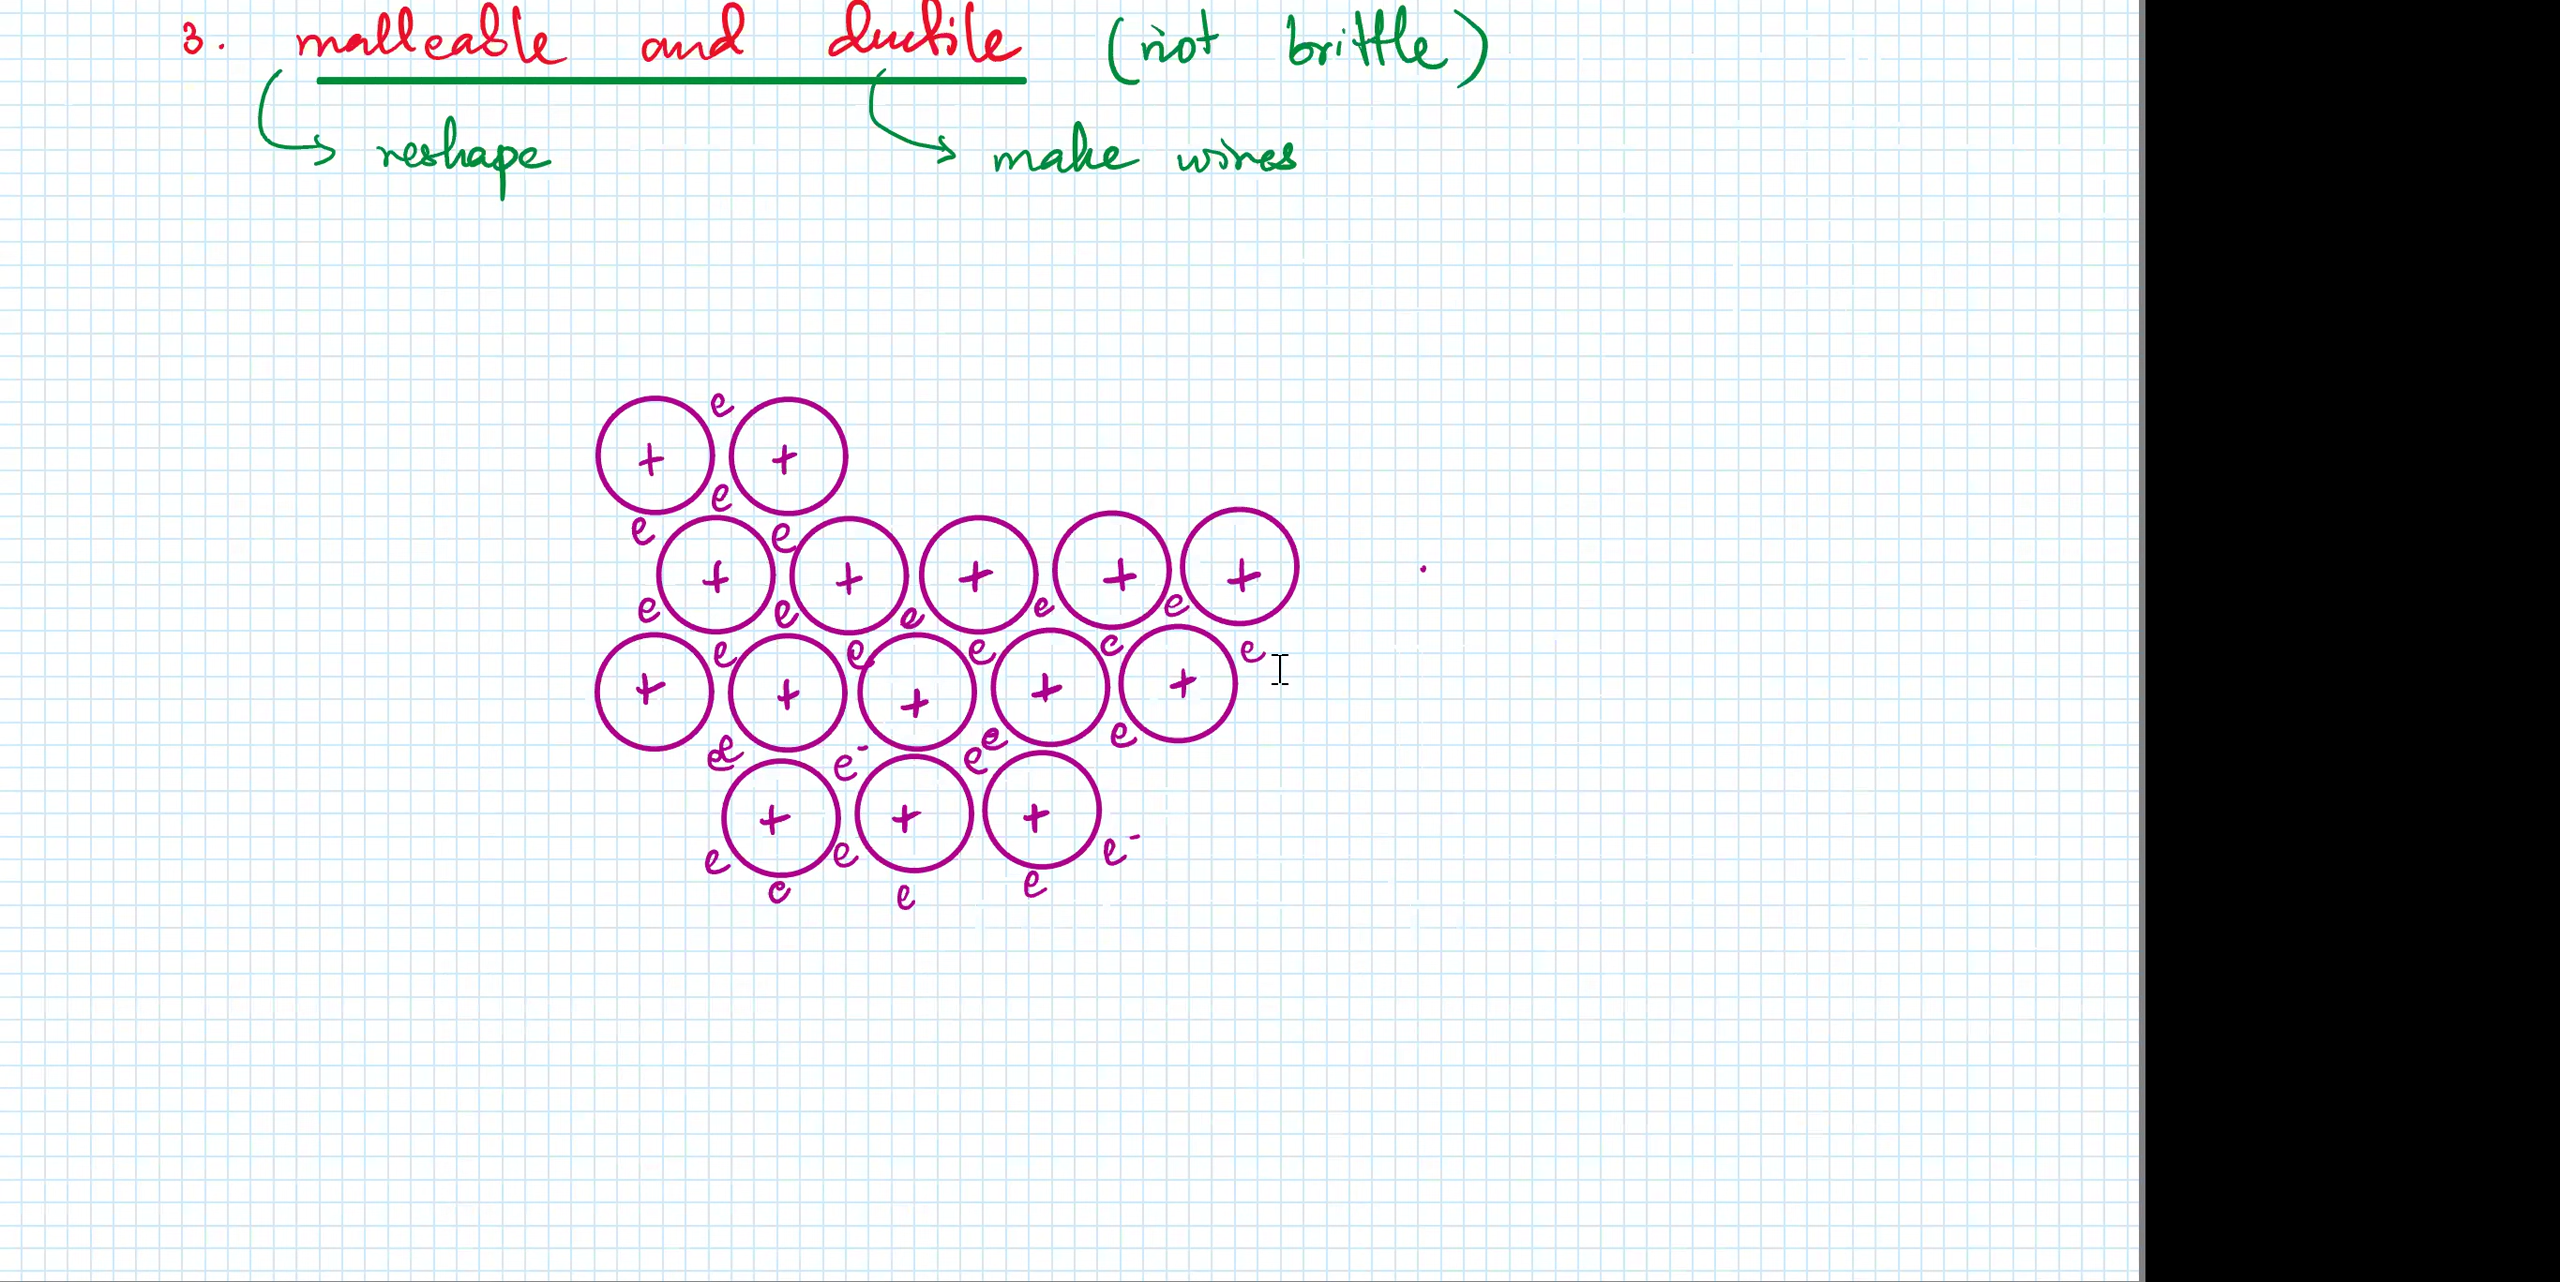 3. malleable and ductile (not brittle)
reshape make wires
e
+ +
e
e e
+ + + + +
e e e e e
e e e e e
+ + + + +
e e
e e⁻ e
+ + +
e e e⁻
e e e